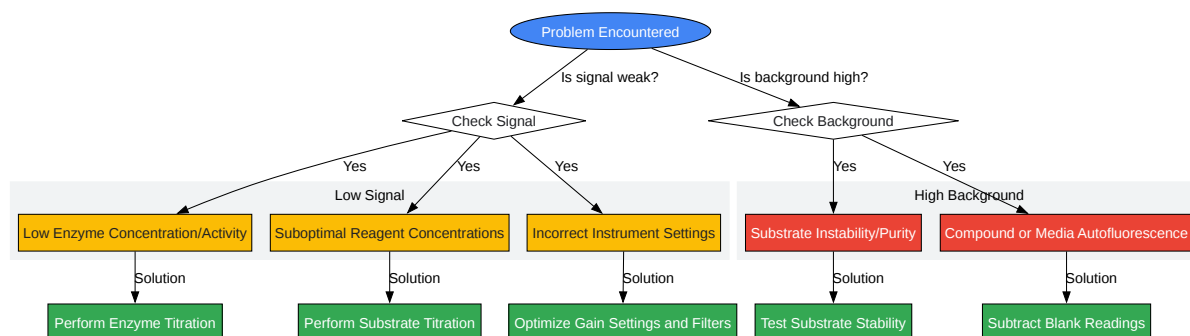 Problem Encountered
Is signal weak?
Is background high?
Check Signal
Check Background
Yes
Yes
Yes
Yes
Yes
Low Signal
High Background
Low Enzyme Concentration/Activity
Suboptimal Reagent Concentrations
Incorrect Instrument Settings
Substrate Instability/Purity
Compound or Media Autofluorescence
Solution
Solution
Solution
Solution
Solution
Perform Enzyme Titration
Perform Substrate Titration
Optimize Gain Settings and Filters
Test Substrate Stability
Subtract Blank Readings